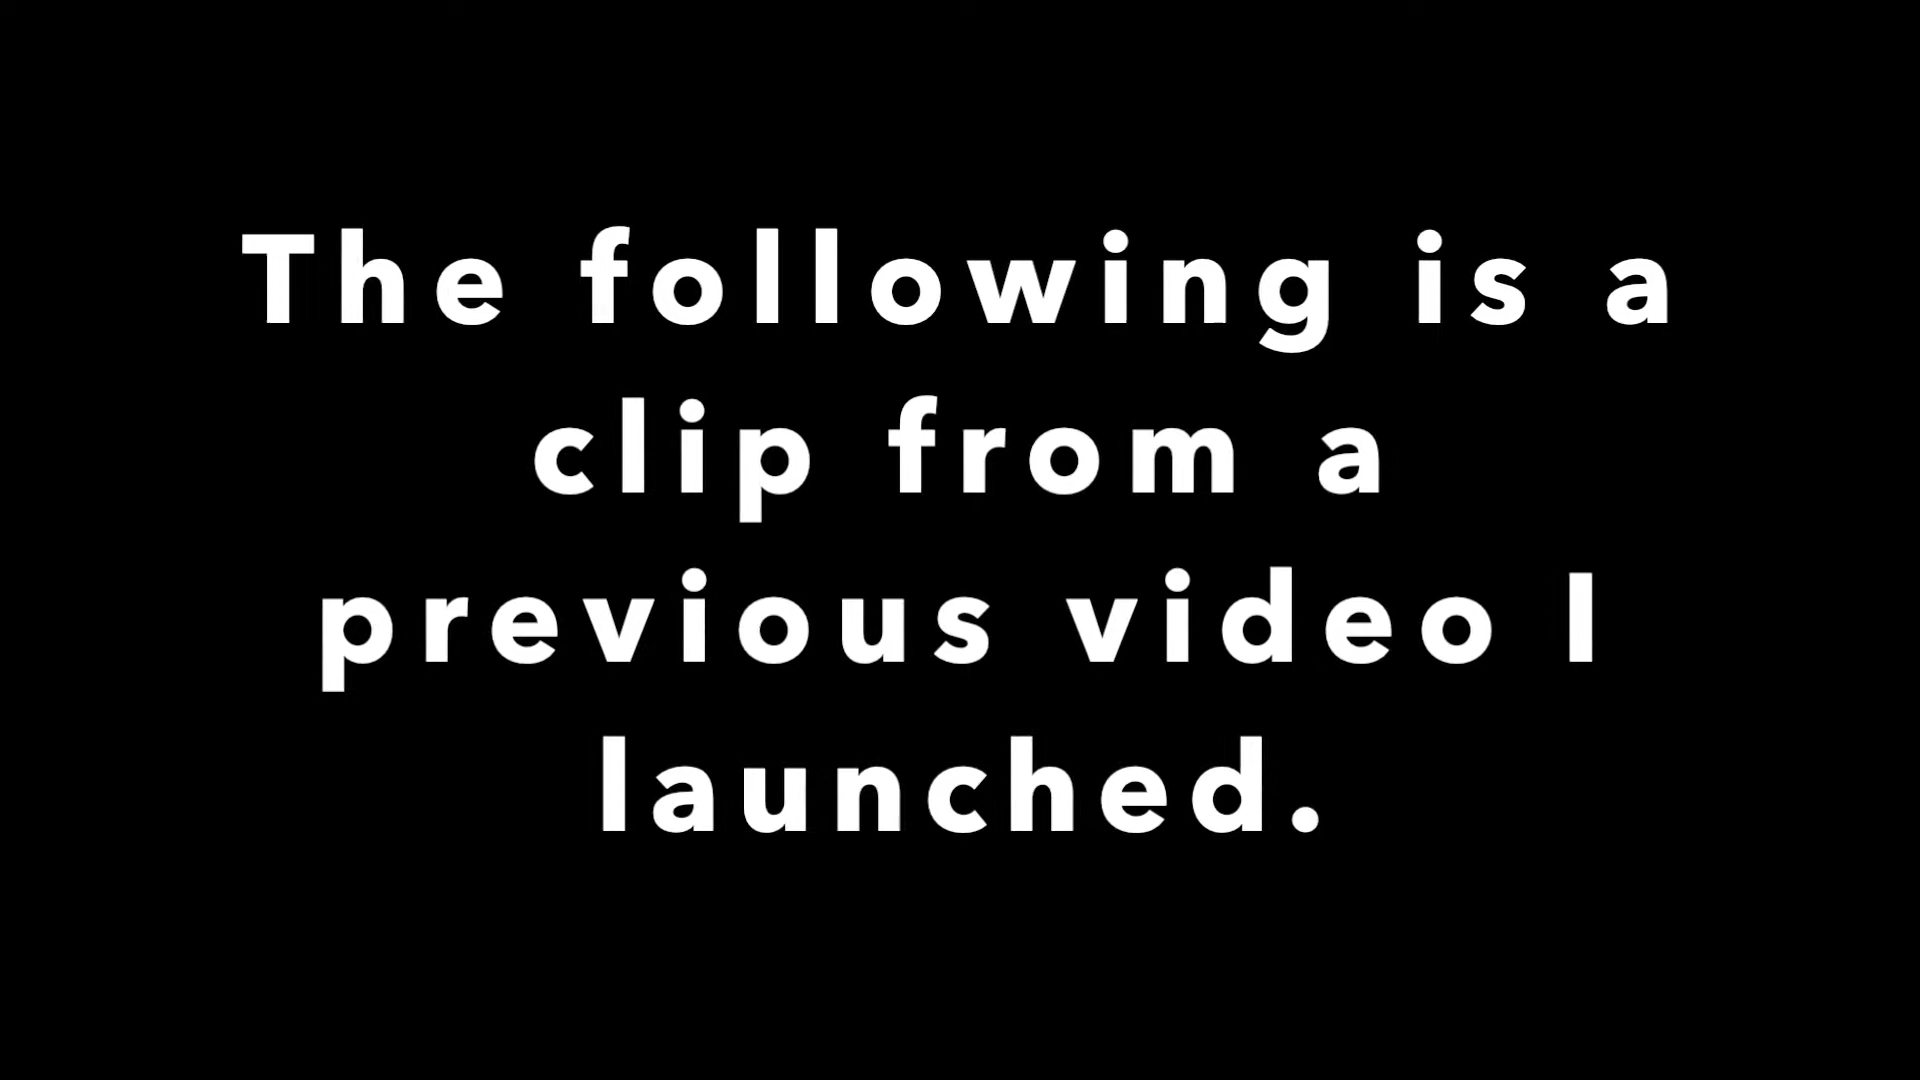 The following is a
clip from a
previous video I
launched.